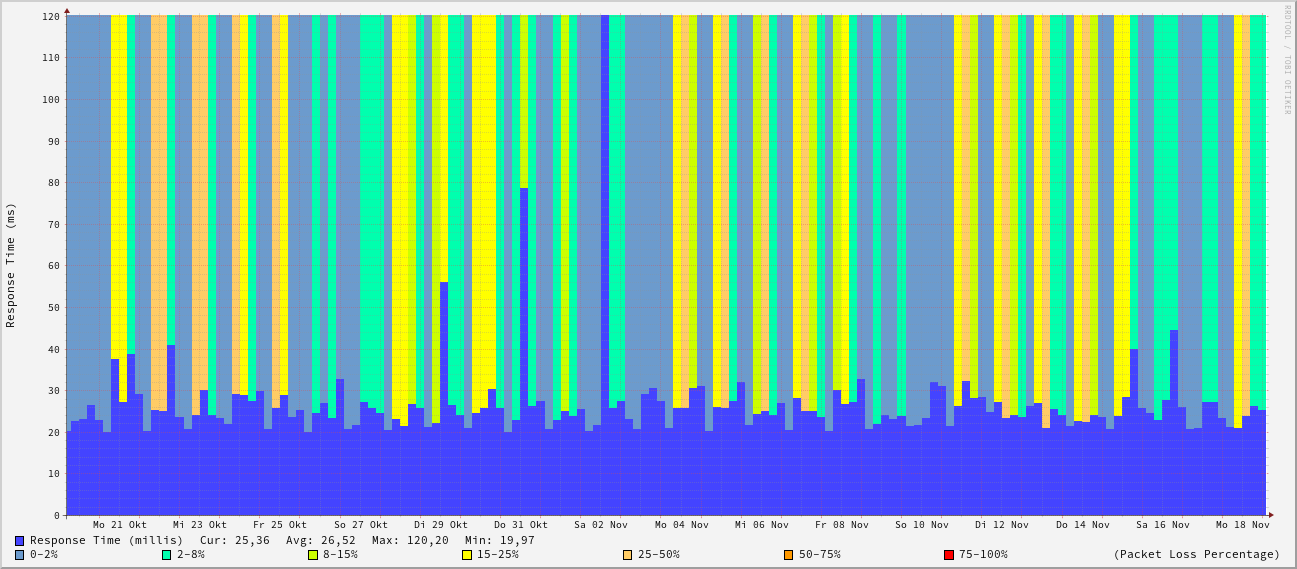 RRDTOOL / TOBI OETIKER
Response Time (ms)
120
110
100
90
80
70
60
50
40
30
20
10
0
Mo 21 Okt Mi 23 Okt Fr 25 Okt So 27 Okt Di 29 Okt Do 31 Okt Sa 02 Nov Mo 04 Nov Mi 06 Nov Fr 08 Nov So 10 Nov Di 12 Nov Do 14 Nov Sa 16 Nov Mo 18 Nov
Response Time (millis) Cur: 25,36 Avg: 26,52 Max: 120,20 Min: 19,97
0-2% 2-8% 8-15% 15-25% 25-50% 50-75% 75-100% (Packet Loss Percentage)